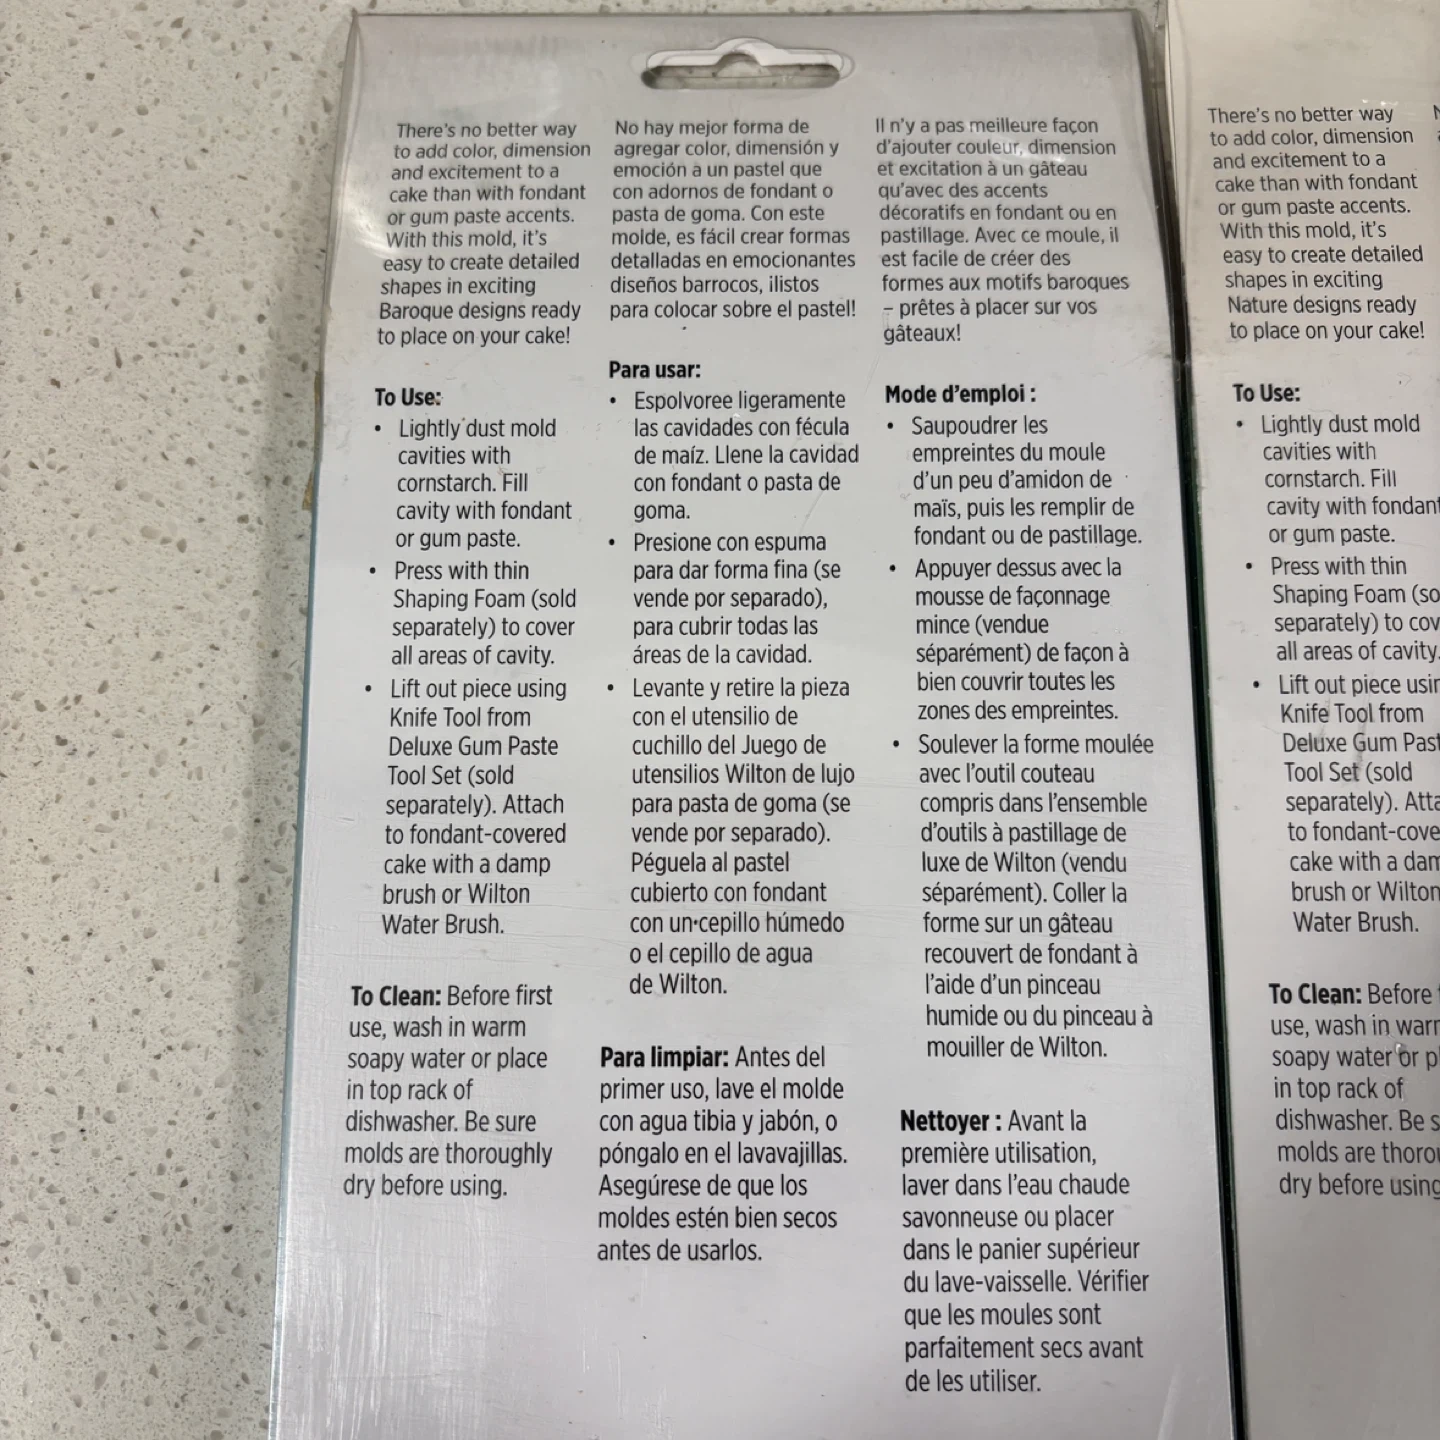 There's no better way
to add color, dimension
and excitement to a
cake than with fondant
or gum paste accents.
With this mold, it's
easy to create detailed
shapes in exciting
Baroque designs ready
to place on your cake!
To Use:
• Lightly dust mold
cavities with
cornstarch. Fill
cavity with fondant
or gum paste.
• Press with thin
Shaping Foam (sold
separately) to cover
all areas of cavity.
• Lift out piece using
Knife Tool from
Deluxe Gum Paste
Tool Set (sold
separately). Attach
to fondant-covered
cake with a damp
brush or Wilton
Water Brush.
To Clean: Before first
use, wash in warm
soapy water or place
in top rack of
dishwasher. Be sure
molds are thoroughly
dry before using.
No hay mejor forma de
agregar color, dimensión y
emoción a un pastel que
con adornos de fondant o
pasta de goma. Con este
molde, es fácil crear formas
detalladas en emocionantes
diseños barrocos, ilistos
para colocar sobre el pastel!
Para usar:
• Espolvoree ligeramente
las cavidades con fécula
de maíz. Llene la cavidad
con fondant o pasta de
goma.
• Presione con espuma
para dar forma fina (se
vende por separado),
para cubrir todas las
áreas de la cavidad.
• Levante y retire la pieza
con el utensilio de
cuchillo del Juego de
utensilios Wilton de lujo
para pasta de goma (se
vende por separado).
Péguela al pastel
cubierto con fondant
con un cepillo húmedo
o el cepillo de agua
de Wilton.
Para limpiar: Antes del
primer uso, lave el molde
con agua tibia y jabón, o
póngalo en el lavavajillas.
Asegúrese de que los
moldes estén bien secos
antes de usarlos.
Il n'y a pas meilleure façon
d'ajouter couleur, dimension
et excitation à un gâteau
qu'avec des accents
décoratifs en fondant ou en
pastillage. Avec ce moule, il
est facile de créer des
formes aux motifs baroques
– prêtes à placer sur vos
gâteaux!
Mode d'emploi :
• Saupoudrer les
empreintes du moule
d'un peu d'amidon de
maïs, puis les remplir de
fondant ou de pastillage.
• Appuyer dessus avec la
mousse de façonnage
mince (vendue
séparément) de façon à
bien couvrir toutes les
zones des empreintes.
• Soulever la forme moulée
avec l'outil couteau
compris dans l'ensemble
d'outils à pastillage de
luxe de Wilton (vendu
séparément). Coller la
forme sur un gâteau
recouvert de fondant à
l'aide d'un pinceau
humide ou du pinceau à
mouiller de Wilton.
Nettoyer : Avant la
première utilisation,
laver dans l'eau chaude
savonneuse ou placer
dans le panier supérieur
du lave-vaisselle. Vérifier
que les moules sont
parfaitement secs avant
de les utiliser.
There's no better way
to add color, dimension
and excitement to a
cake than with fondant
or gum paste accents.
With this mold, it's
easy to create detailed
shapes in exciting
Nature designs ready
to place on your cake!
To Use:
• Lightly dust mold
cavities with
cornstarch. Fill
cavity with fondant
or gum paste.
• Press with thin
Shaping Foam (so
separately) to cov
all areas of cavity.
• Lift out piece usin
Knife Tool from
Deluxe Gum Past
Tool Set (sold
separately). Atta
to fondant-cove
cake with a dam
brush or Wilton
Water Brush.
To Clean: Before
use, wash in warm
soapy water or p
in top rack of
dishwasher. Be s
molds are thorou
dry before using